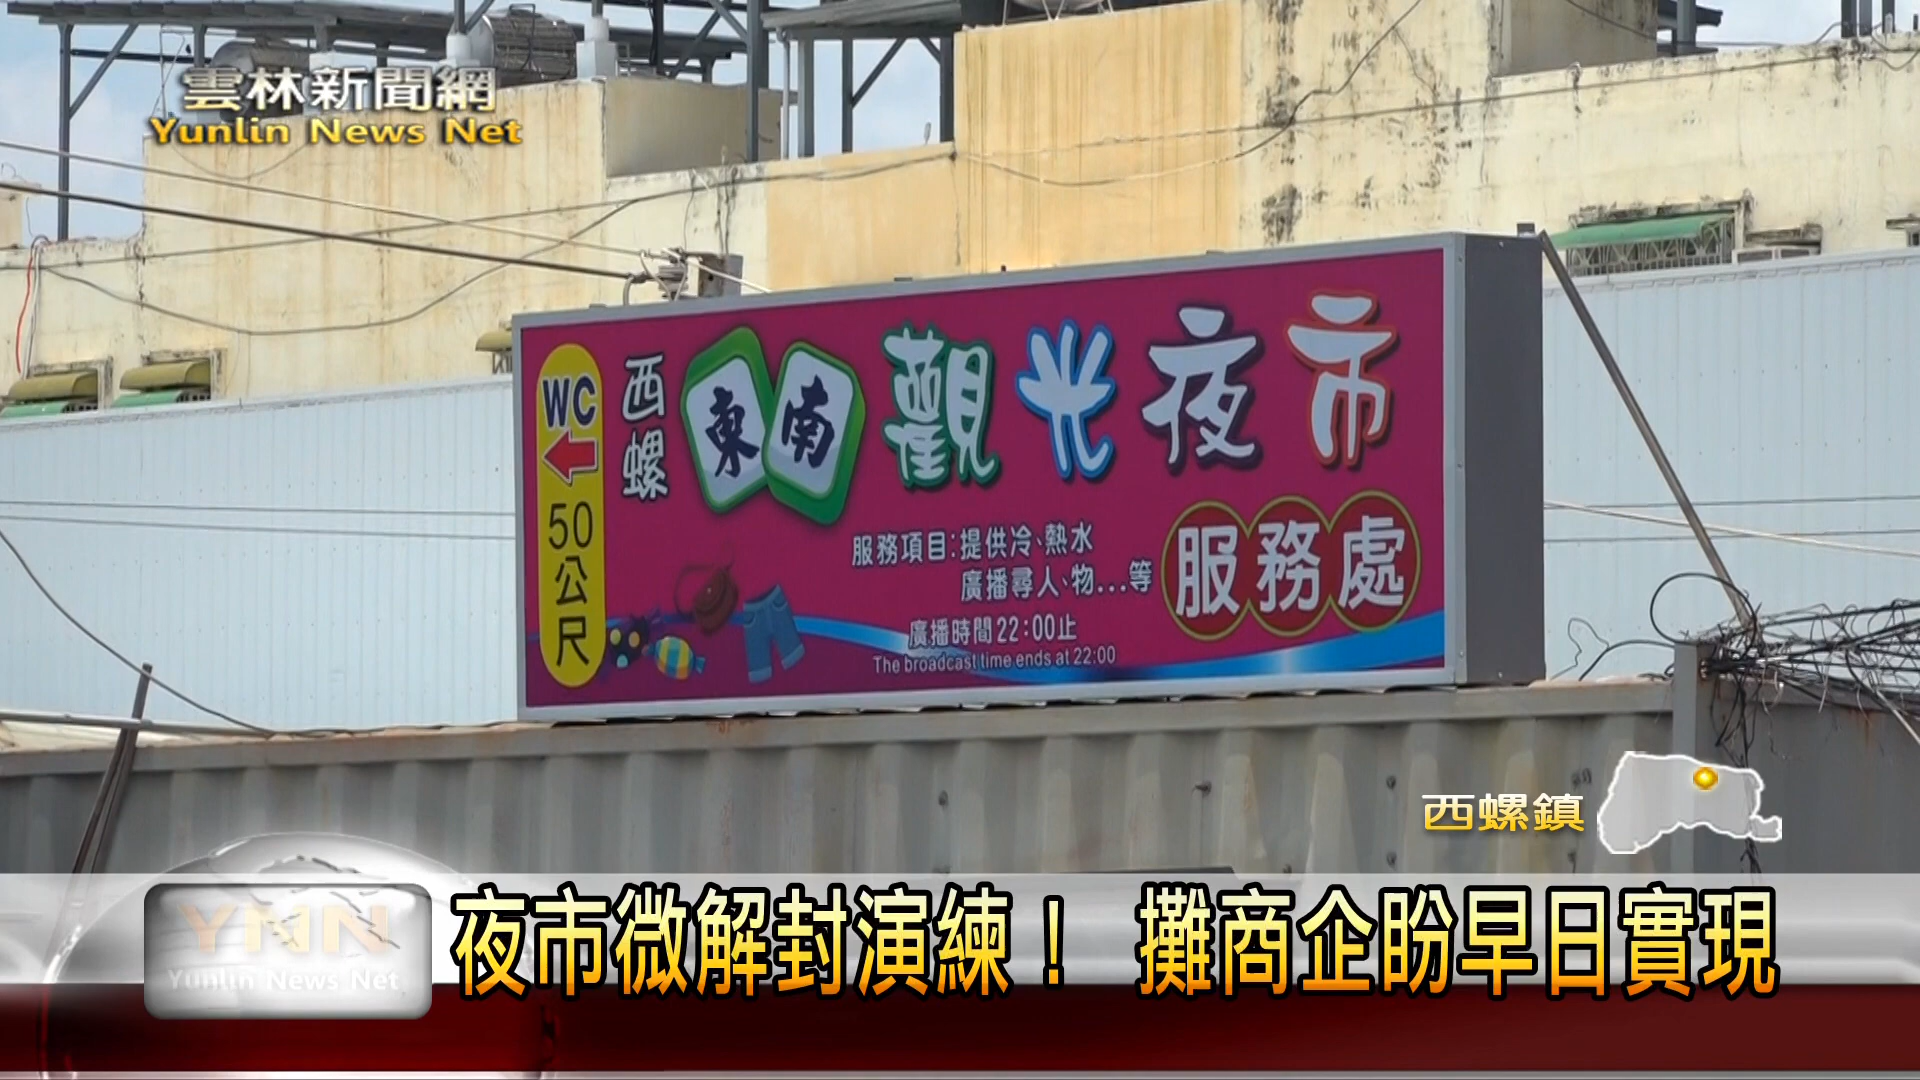 雲林新聞網
Yunlin News Net
WC
50公尺
西螺
東南觀光夜市
服務項目:提供冷、熱水
廣播尋人、物...等
服務處
廣播時間22:00止
The broadcast time ends at 22:00
西螺鎮
YNN
Yunlin News Net
夜市微解封演練！ 攤商企盼早日實現